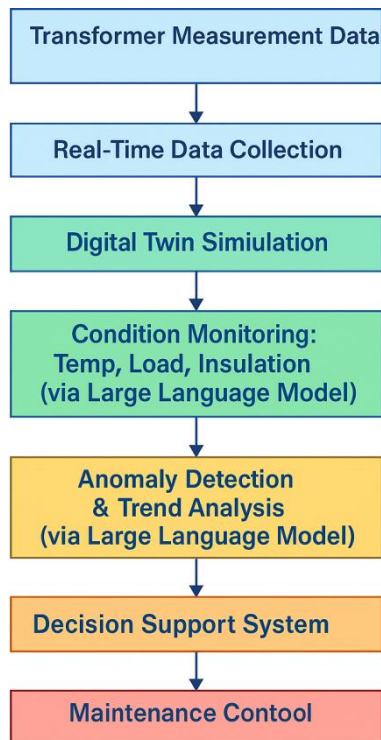 Transformer Measurement Data
Real-Time Data Collection
Digital Twin Simiulation
Condition Monitoring:
Temp, Load, Insulation
(via Large Language Model)
Anomaly Detection
& Trend Analysis
(via Large Language Model)
Decision Support System
Maintenance Contool